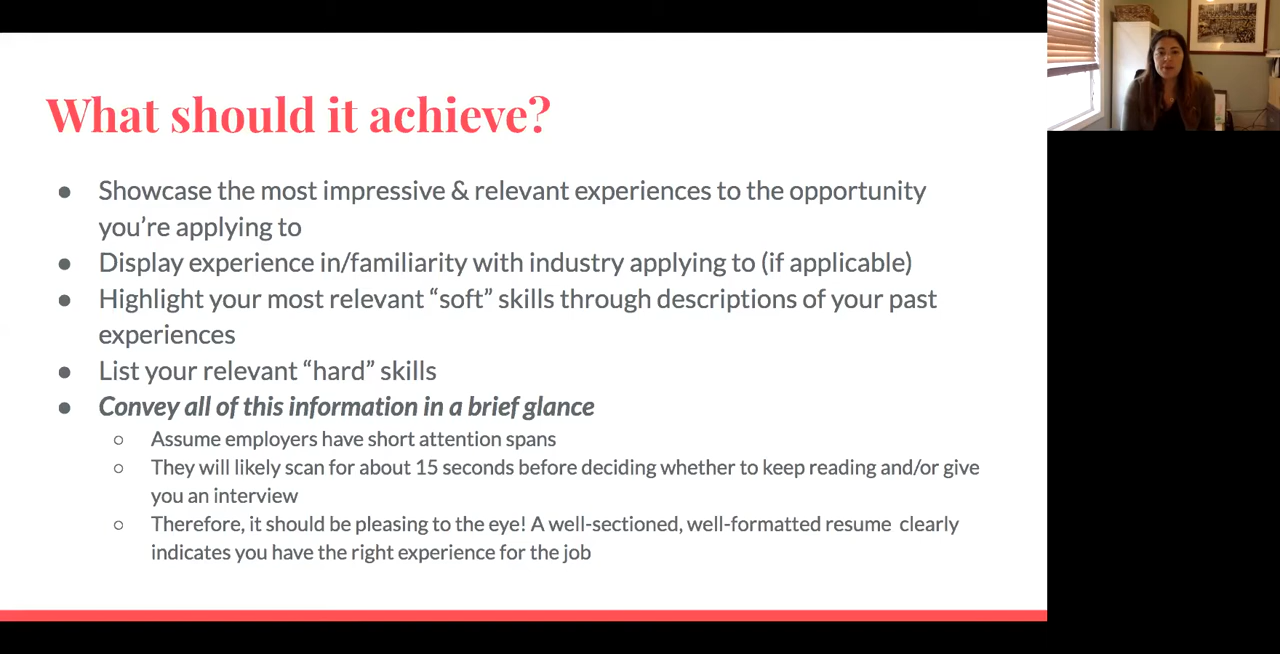 What should it achieve?
● Showcase the most impressive & relevant experiences to the opportunity
you’re applying to
● Display experience in/familiarity with industry applying to (if applicable)
● Highlight your most relevant “soft” skills through descriptions of your past
experiences
● List your relevant “hard” skills
● Convey all of this information in a brief glance
○ Assume employers have short attention spans
○ They will likely scan for about 15 seconds before deciding whether to keep reading and/or give
you an interview
○ Therefore, it should be pleasing to the eye! A well-sectioned, well-formatted resume clearly
indicates you have the right experience for the job